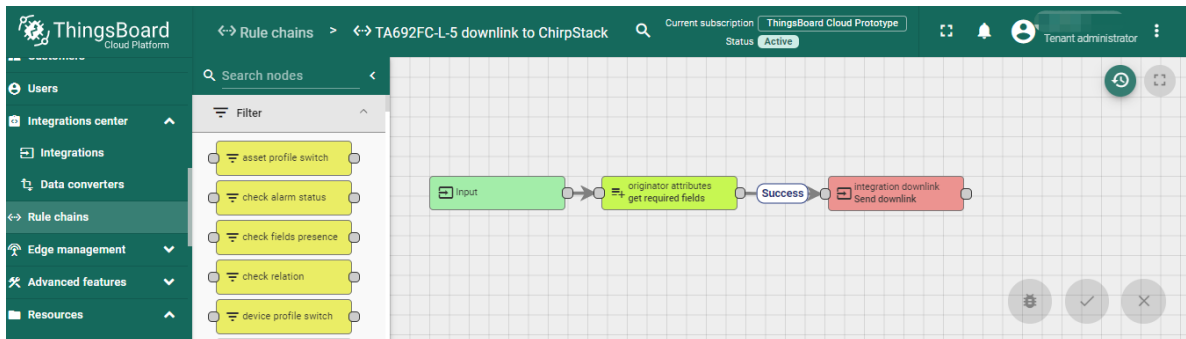 ThingsBoard
Cloud Platform
Rule chains > TA692FC-L-5 downlink to ChirpStack
Current subscription ThingsBoard Cloud Prototype
Status Active
Tenant administrator
Customers
Users
Integrations center
Integrations
Data converters
Rule chains
Edge management
Advanced features
Resources
Search nodes
Filter
asset profile switch
check alarm status
check fields presence
check relation
device profile switch
Input
originator attributes
get required fields
Success
integration downlink
Send downlink